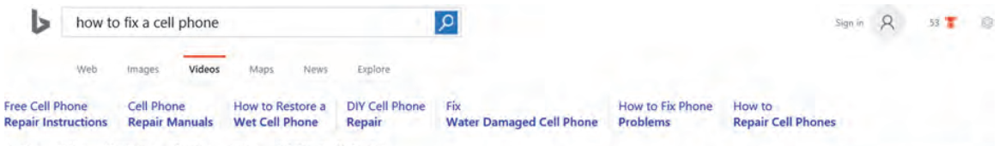 how to fix a cell phone
Sign in 53
Web Images Videos Maps News Explore
Free Cell Phone Cell Phone How to Restore a DIY Cell Phone Fix How to Fix Phone How to
Repair Instructions Repair Manuals Wet Cell Phone Repair Water Damaged Cell Phone Problems Repair Cell Phones